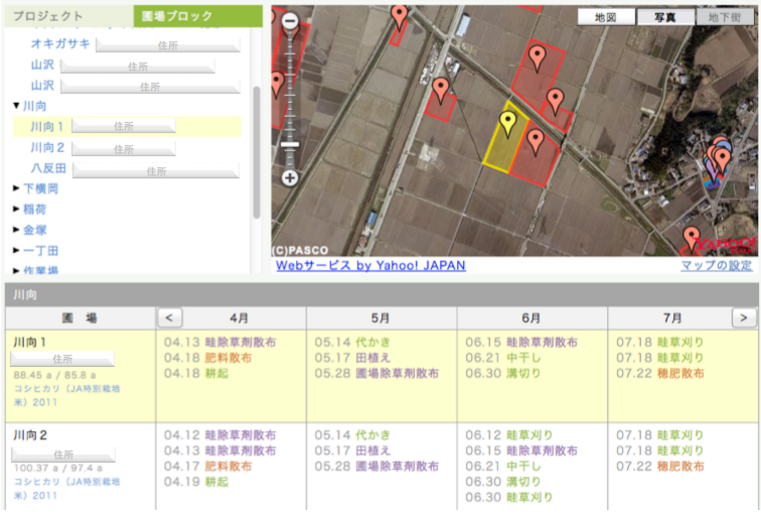 プロジェクト
圃場ブロック
オキガサキ 住所
山沢 住所
山沢 住所
▼川向
川向1 住所
川向2 住所
八反田 住所
▶下横岡
▶稲荷
▶金塚
▶一丁田
▶作業場
地図 写真 地下街
(C)PASCO
YAHOO!
Webサービス by Yahoo! JAPAN
マップの設定
川向
圃 場 < 4月 5月 6月 7月 >
川向1
住所
88.45 a / 85.8 a
コシヒカリ（JA特別栽培
米）2011
04.13 畦除草剤散布
04.18 肥料散布
04.18 耕起
05.14 代かき
05.17 田植え
05.28 圃場除草剤散布
06.15 畦除草剤散布
06.21 中干し
06.30 溝切り
07.18 畦草刈り
07.18 畦草刈り
07.22 穂肥散布
川向2
住所
100.37 a / 97.4 a
コシヒカリ（JA特別栽培
米）2011
04.12 畦除草剤散布
04.13 畦除草剤散布
04.17 肥料散布
04.19 耕起
05.14 代かき
05.17 田植え
05.28 圃場除草剤散布
06.12 畦草刈り
06.15 畦除草剤散布
06.21 中干し
06.30 溝切り
06.30 畦草刈り
07.18 畦草刈り
07.18 畦草刈り
07.22 穂肥散布